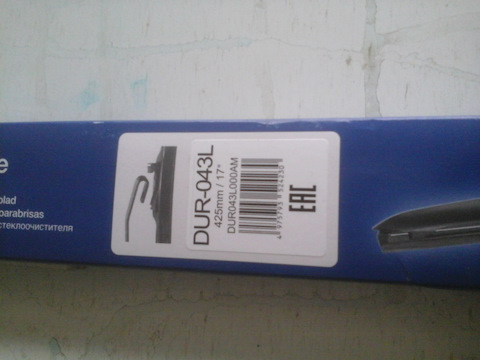 e
blad
parabrisas
стеклоочистителя
DUR-043L
425mm / 17"
DUR043L000AM
EAC